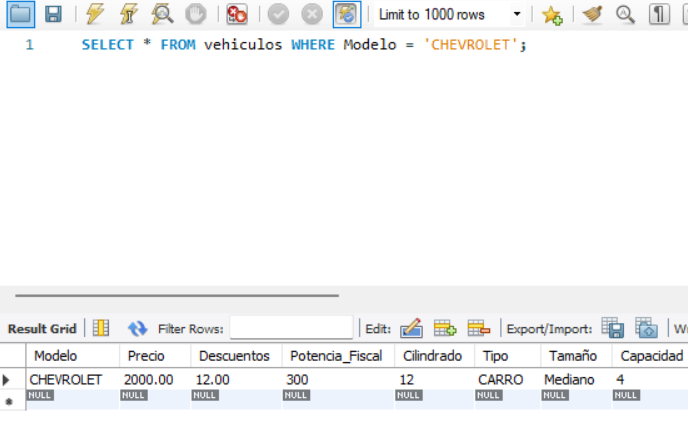 Limit to 1000 rows
1 SELECT * FROM vehiculos WHERE Modelo = 'CHEVROLET';
Result Grid Filter Rows: Edit: Export/Import:
Modelo Precio Descuentos Potencia_Fiscal Cilindrado Tipo Tamaño Capacidad
CHEVROLET 2000.00 12.00 300 12 CARRO Mediano 4
NULL NULL NULL NULL NULL NULL NULL NULL